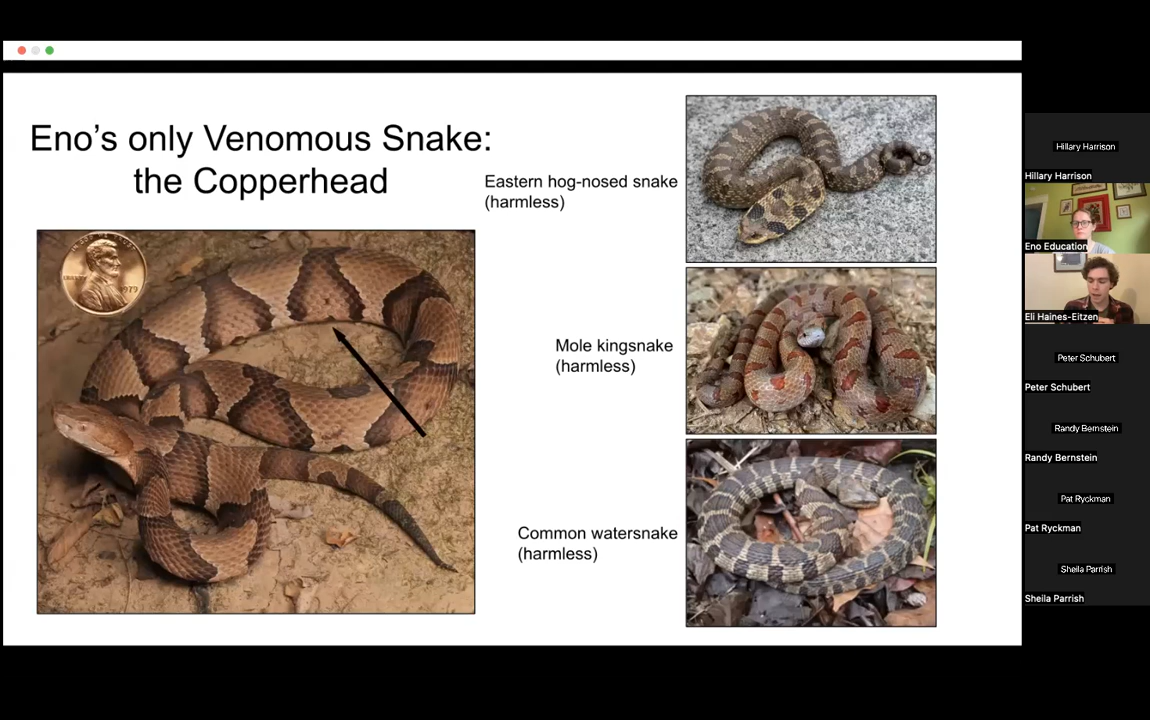 Eno’s only Venomous Snake:
the Copperhead
Eastern hog-nosed snake
(harmless)
Mole kingsnake
(harmless)
Common watersnake
(harmless)
1979
Hillary Harrison
Hillary Harrison
Eno Education
Eli Haines-Eitzen
Peter Schubert
Peter Schubert
Randy Bernstein
Randy Bernstein
Pat Ryckman
Pat Ryckman
Sheila Parrish
Sheila Parrish